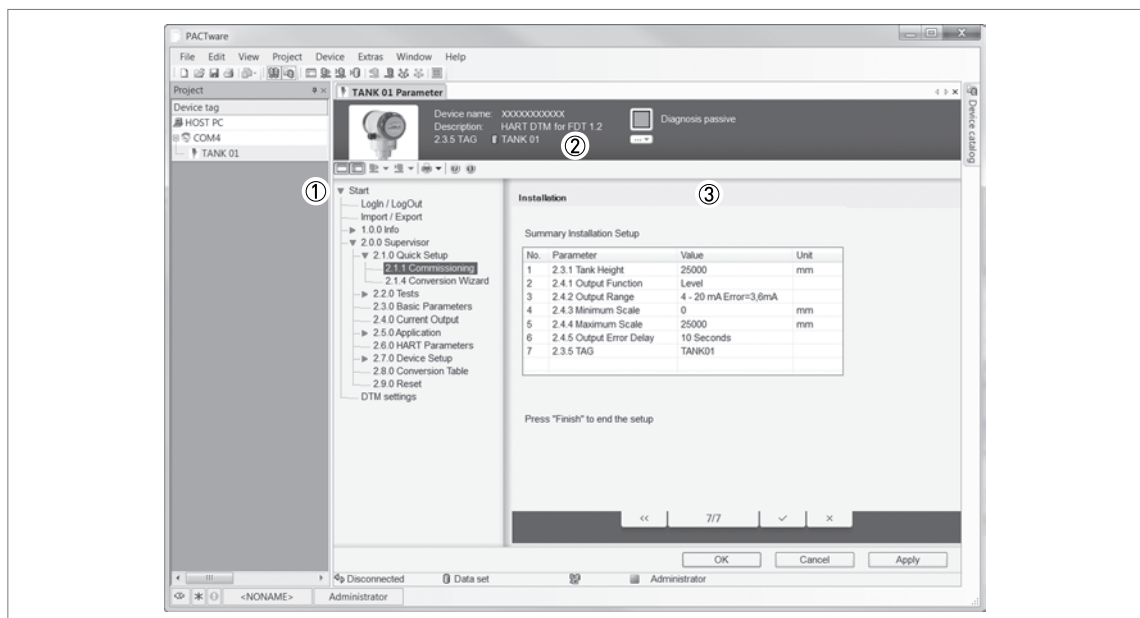 PACTware
File Edit View Project Device Extras Window Help
Project
TANK 01 Parameter
Device tag
HOST PC
COM4
TANK 01
Device name: XXXXXXXXXXX
Description: HART DTM for FDT 1.2
2.3.5 TAG TANK 01
②
Diagnosis passive
Device catalog
①
Start
LogIn / LogOut
Import / Export
1.0.0 Info
2.0.0 Supervisor
2.1.0 Quick Setup
2.1.1 Commissioning
2.1.4 Conversion Wizard
2.2.0 Tests
2.3.0 Basic Parameters
2.4.0 Current Output
2.5.0 Application
2.6.0 HART Parameters
2.7.0 Device Setup
2.8.0 Conversion Table
2.9.0 Reset
DTM settings
Installation
③
Summary Installation Setup
No. Parameter Value Unit
1 2.3.1 Tank Height 25000 mm
2 2.4.1 Output Function Level
3 2.4.2 Output Range 4 - 20 mA Error=3,6mA
4 2.4.3 Minimum Scale 0 mm
5 2.4.4 Maximum Scale 25000 mm
6 2.4.5 Output Error Delay 10 Seconds
7 2.3.5 TAG TANK01
Press "Finish" to end the setup
<< 7/7
OK Cancel Apply
Disconnected Data set Administrator
<NONAME> Administrator